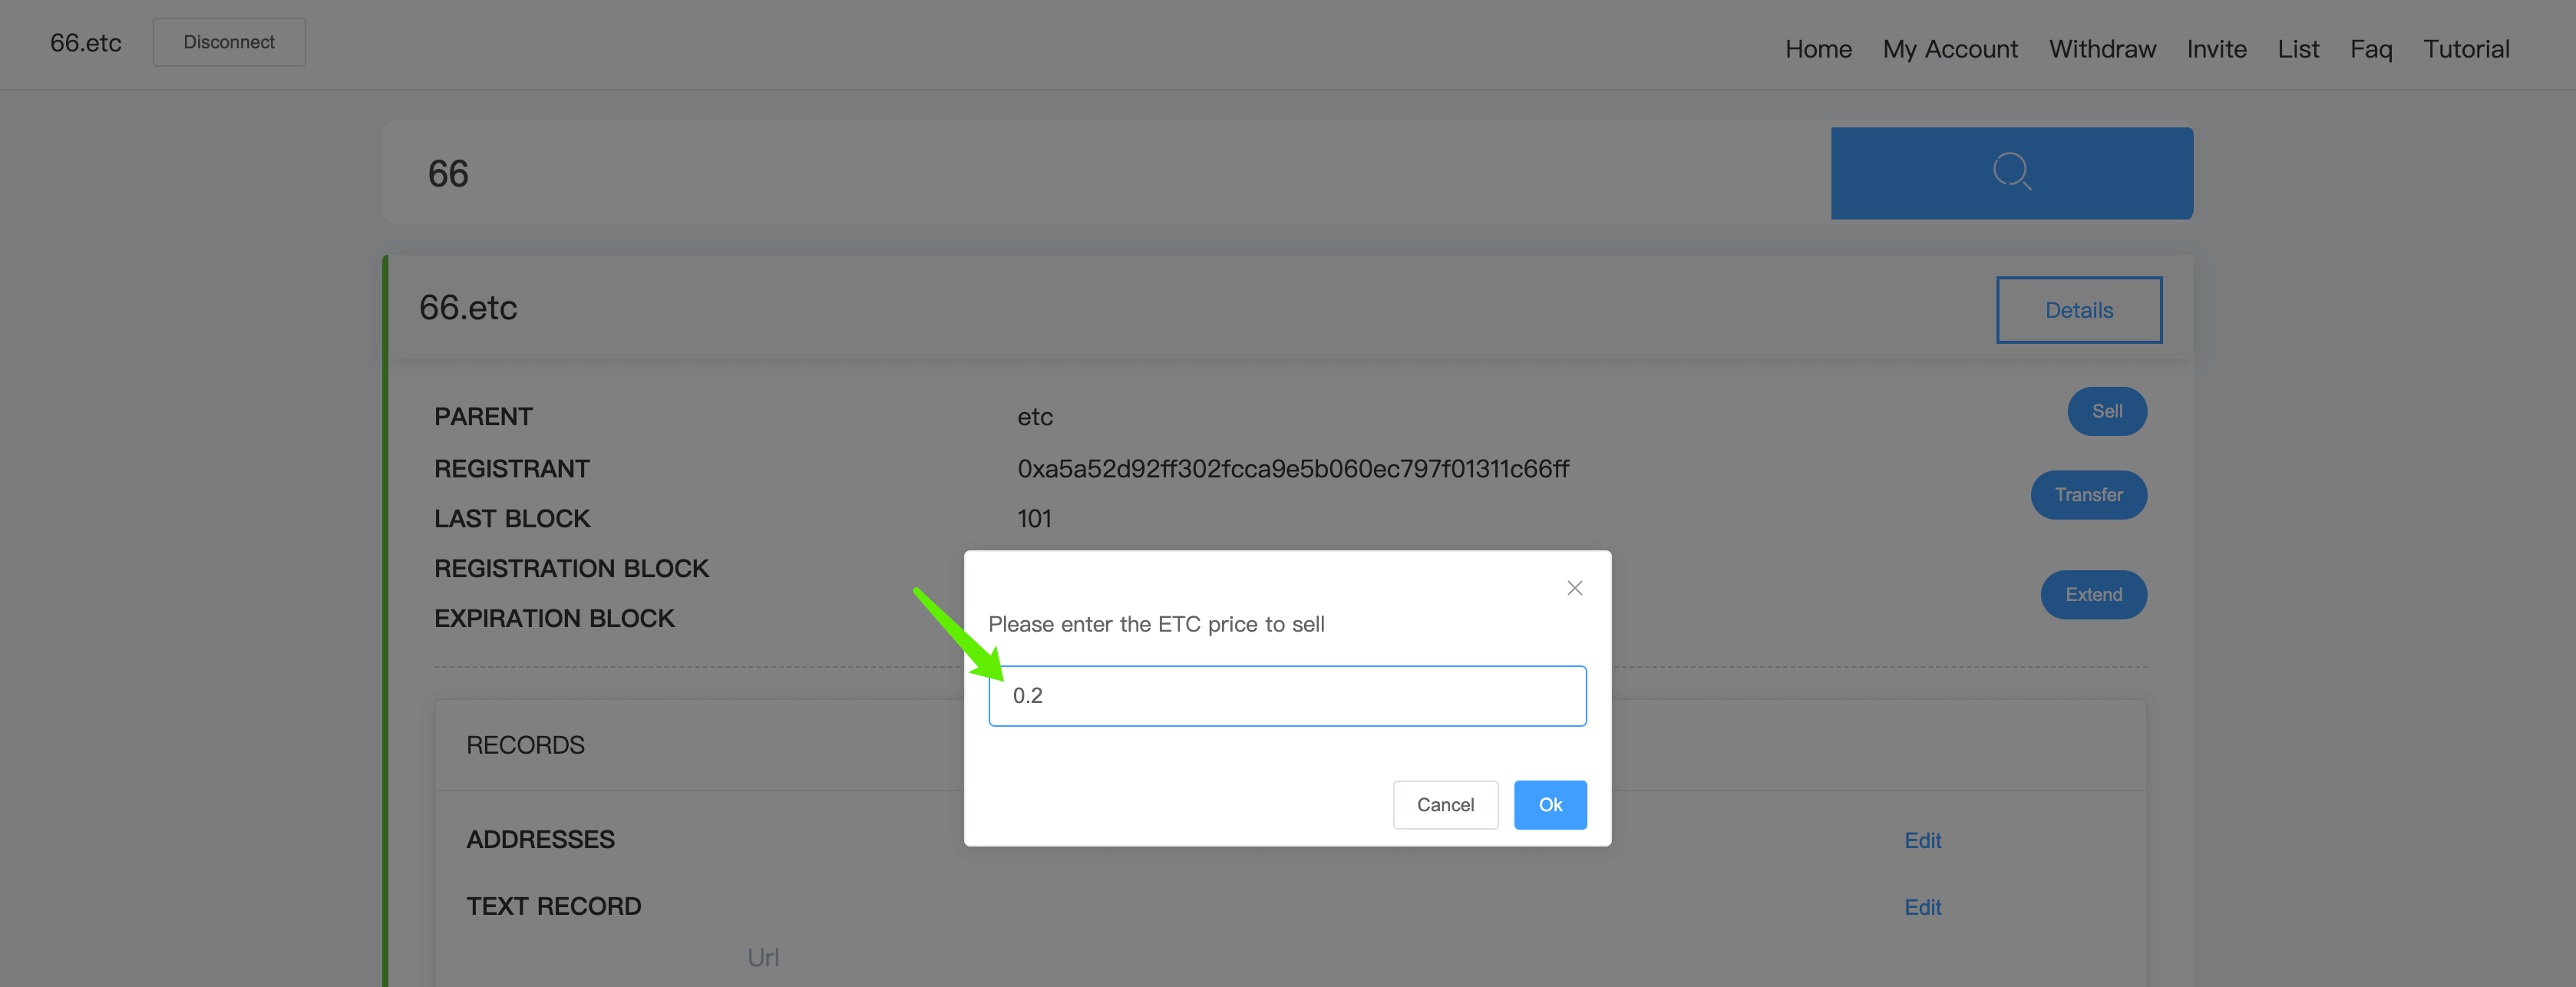 66.etc Disconnect Home My Account Withdraw Invite List Faq Tutorial
66
66.etc Details
PARENT etc Sell
REGISTRANT 0xa5a52d92ff302fcca9e5b060ec797f01311c66ff Transfer
LAST BLOCK 101
REGISTRATION BLOCK Extend
EXPIRATION BLOCK
Please enter the ETC price to sell
0.2
Cancel Ok
RECORDS
ADDRESSES Edit
TEXT RECORD Edit
Url